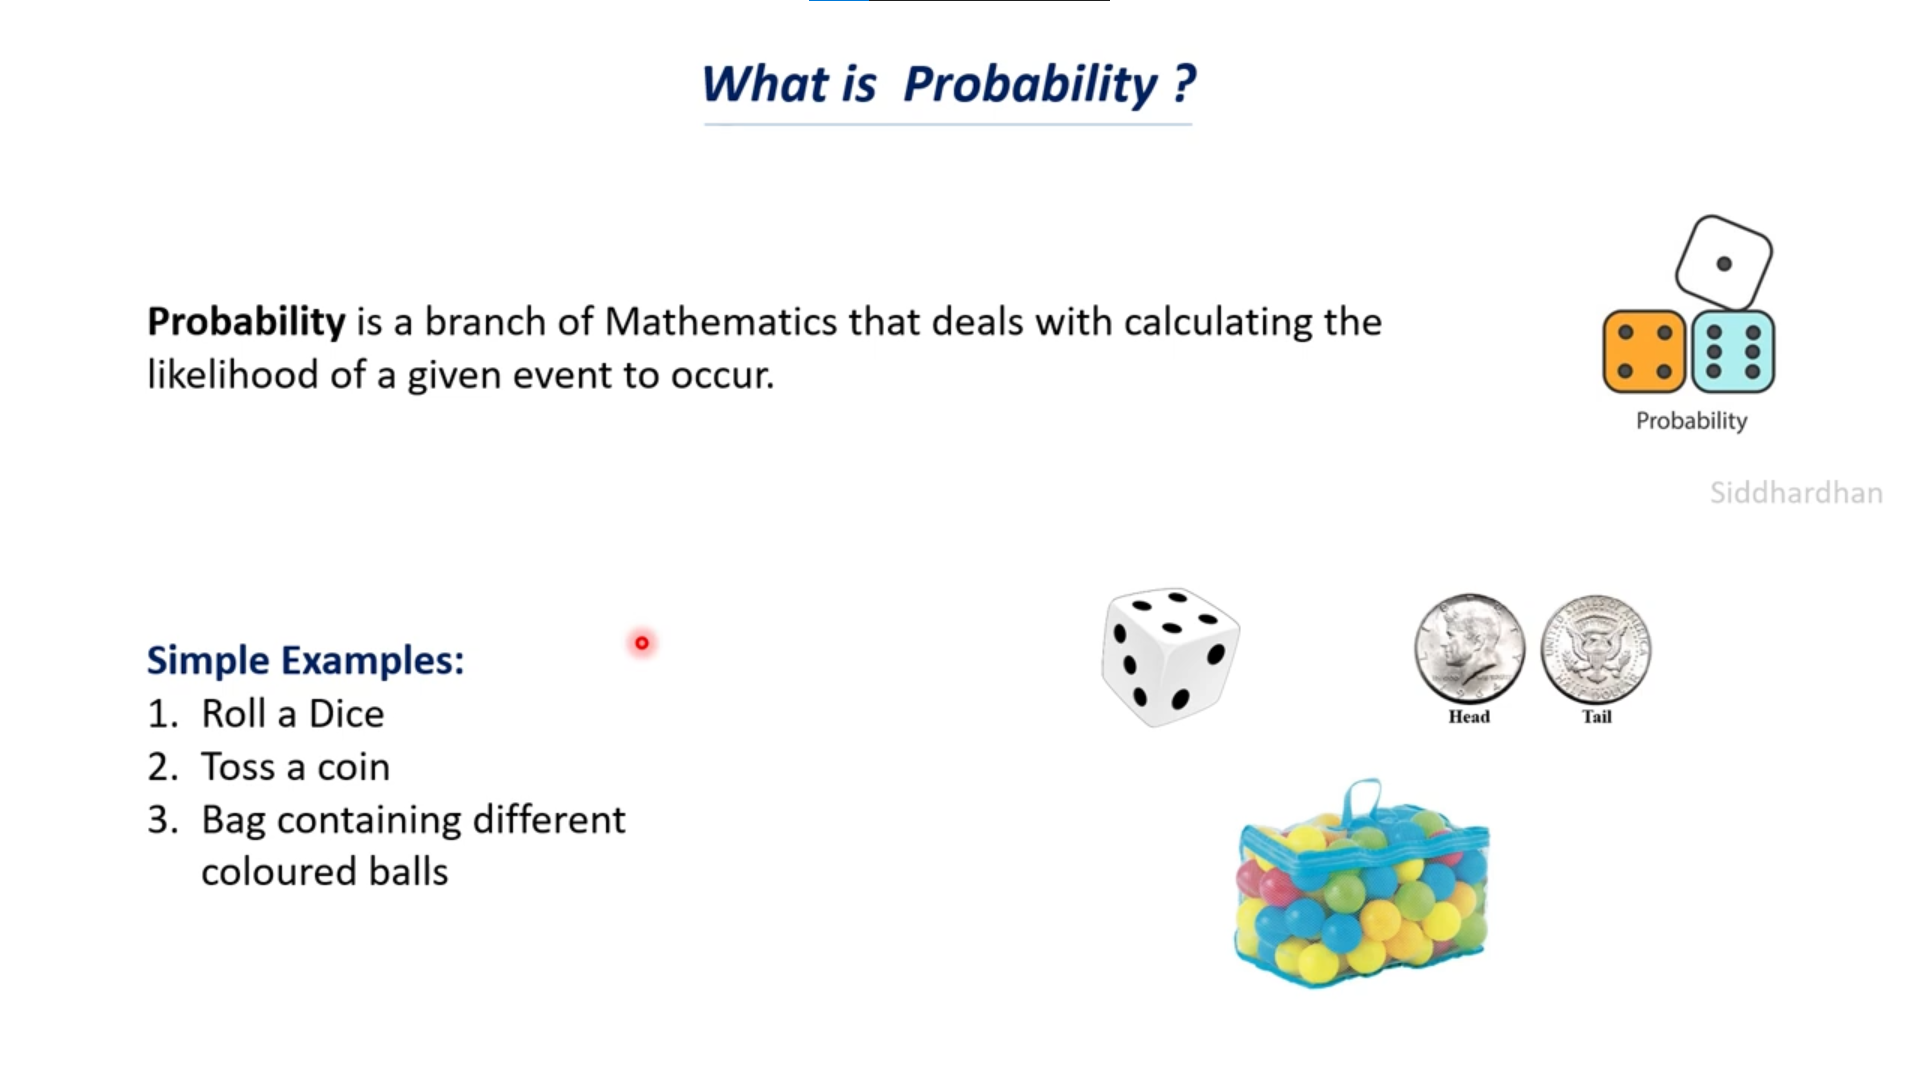 What is  Probability ?
Probability is a branch of Mathematics that deals with calculating the
likelihood of a given event to occur.
Probability
Siddhardhan
Simple Examples:
1. Roll a Dice
2. Toss a coin
3. Bag containing different
coloured balls
Head
Tail